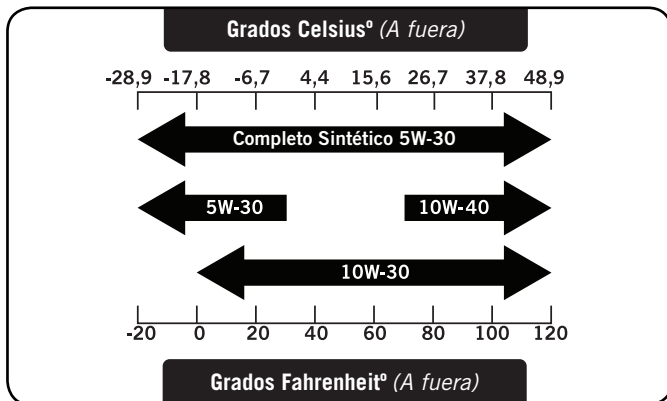 Grados Celsiusº (A fuera)
-28,9 -17,8 -6,7 4,4 15,6 26,7 37,8 48,9
Completo Sintético 5W-30
5W-30 10W-40
10W-30
-20 0 20 40 60 80 100 120
Grados Fahrenheitº (A fuera)